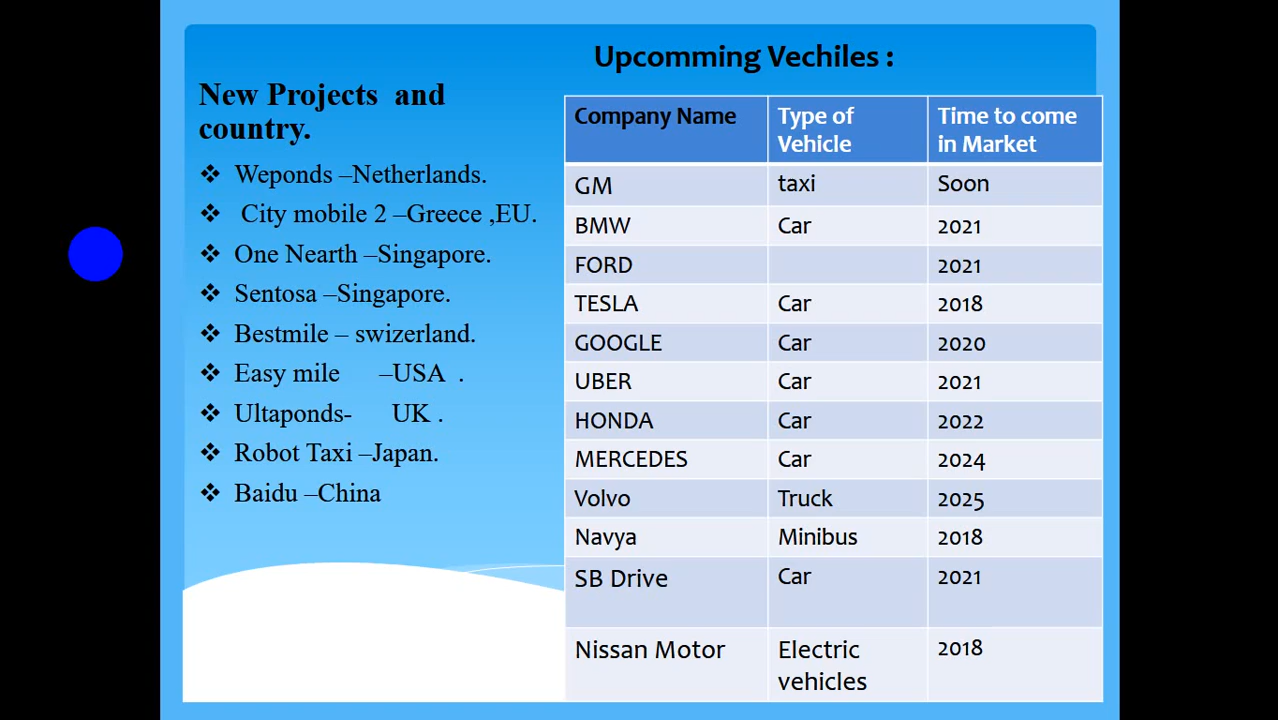 Upcomming Vechiles :
New Projects and
country.
❖ Weponds –Netherlands.
❖ City mobile 2 –Greece ,EU.
❖ One Nearth –Singapore.
❖ Sentosa –Singapore.
❖ Bestmile – swizerland.
❖ Easy mile –USA .
❖ Ultaponds- UK .
❖ Robot Taxi –Japan.
❖ Baidu –China
Company Name Type of Vehicle Time to come in Market
GM taxi Soon
BMW Car 2021
FORD 2021
TESLA Car 2018
GOOGLE Car 2020
UBER Car 2021
HONDA Car 2022
MERCEDES Car 2024
Volvo Truck 2025
Navya Minibus 2018
SB Drive Car 2021
Nissan Motor Electric vehicles 2018